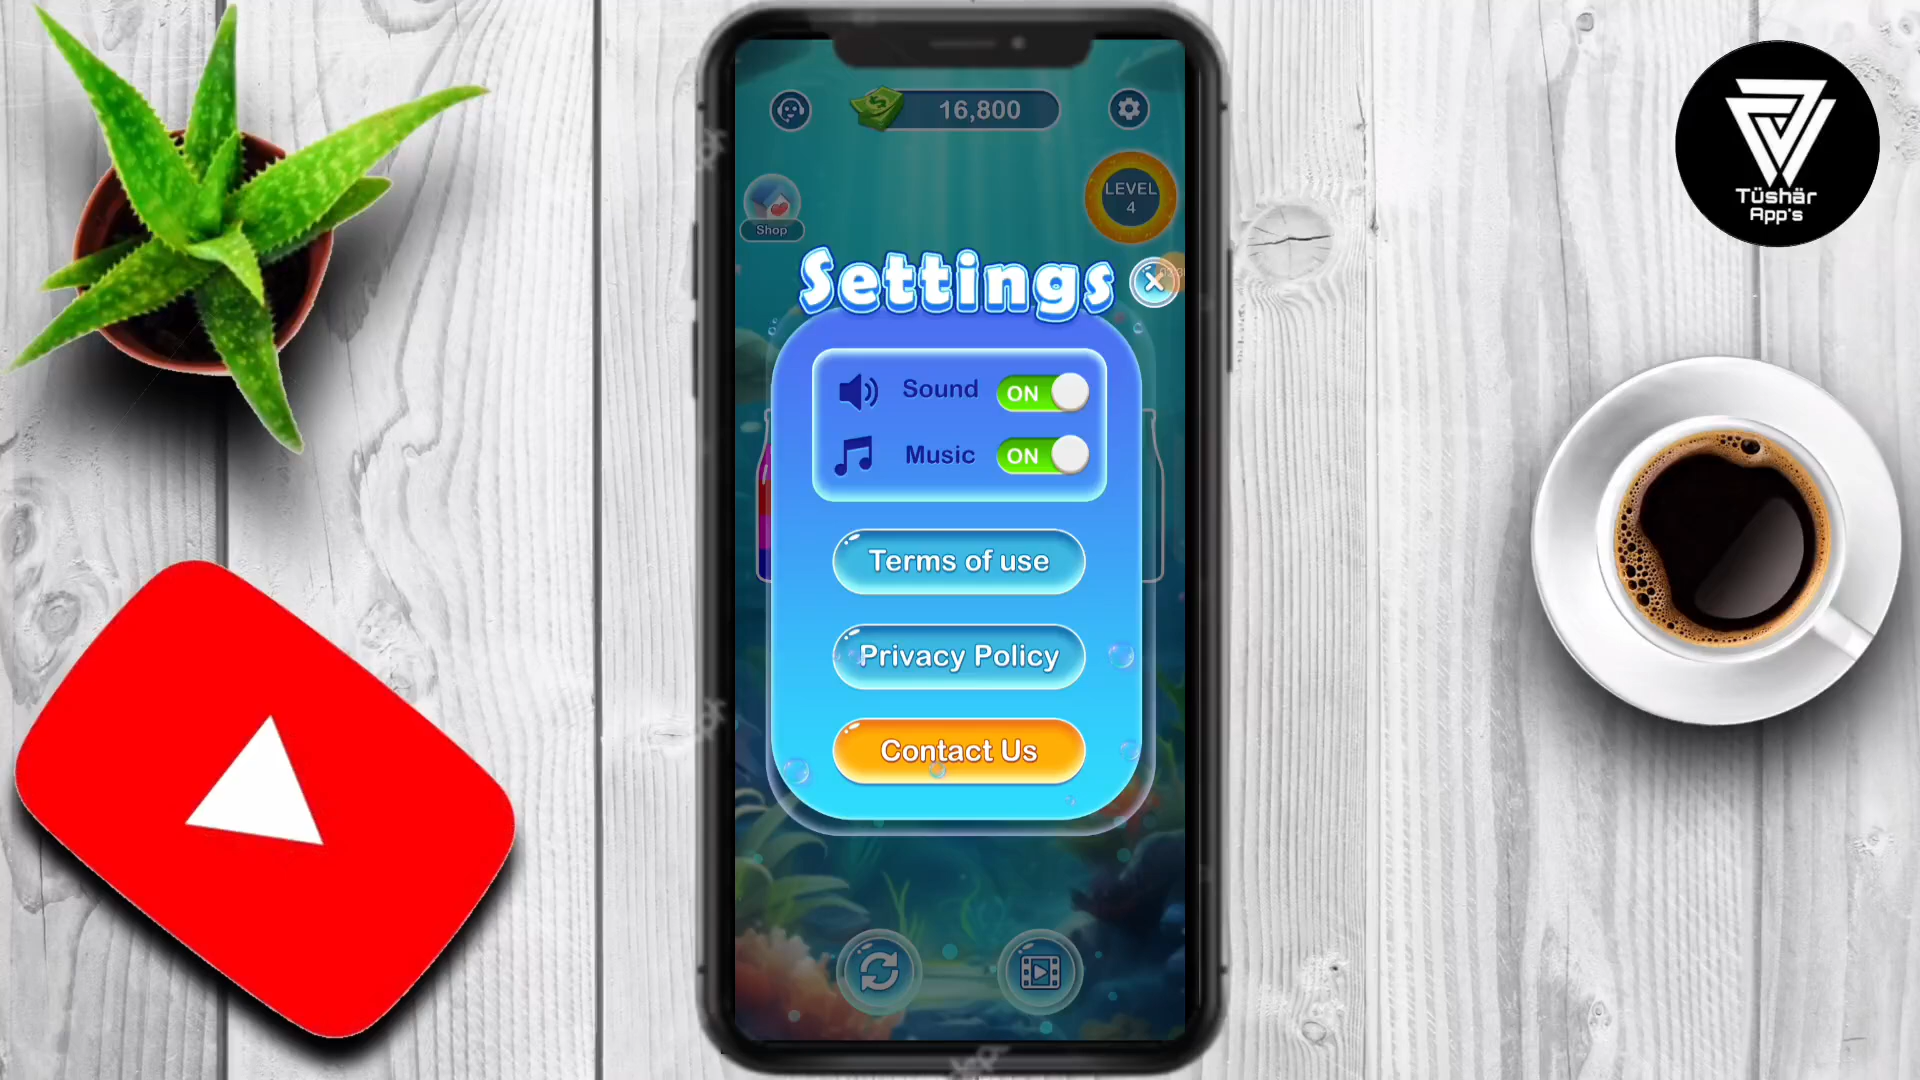 16,800
LEVEL
4
Shop
Settings
Sound ON
Music ON
Terms of use
Privacy Policy
Contact Us
Tüshär
App's